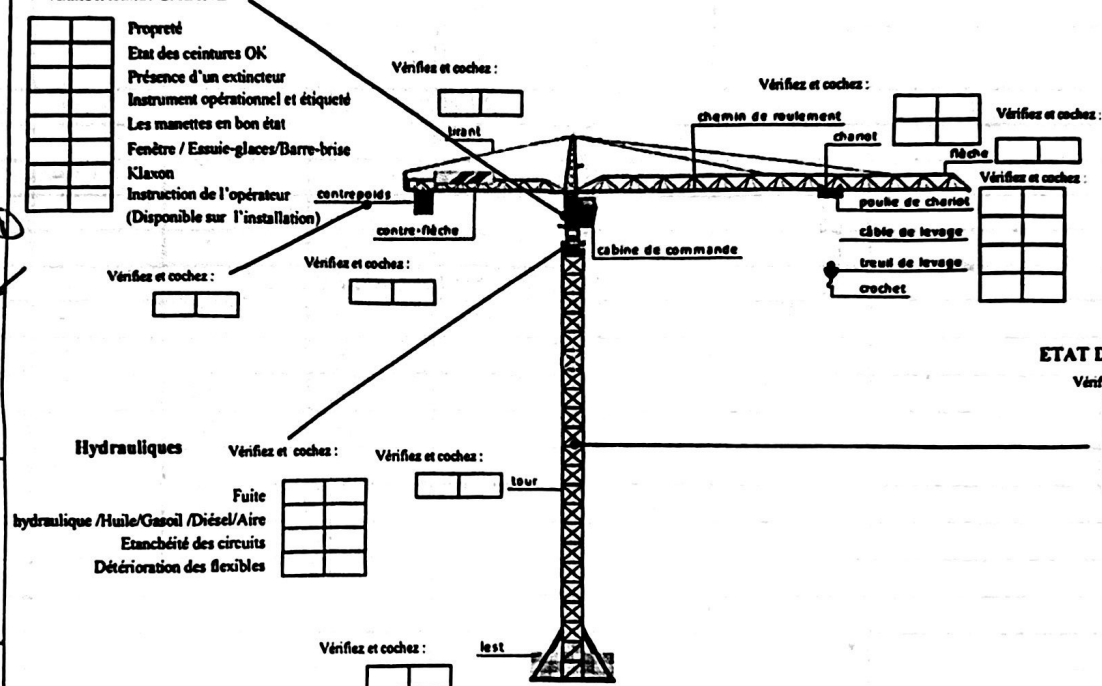 Propreté
Etat des ceintures OK
Présence d'un extincteur
Instrument opérationnel et étiqueté
Les manettes en bon état
Fenêtre / Essuie-glaces/Barre-brise
Klaxon
Instruction de l'opérateur
(Disponible sur l'installation)
Vérifiez et cochez :
tirant
Vérifiez et cochez :
chemin de roulement
chariot
Vérifiez et cochez :
flèche
Vérifiez et cochez :
contrepoids
contre-flèche
cabine de commande
poulie de chariot
câble de levage
treuil de levage
crochet
Vérifiez et cochez :
Vérifiez et cochez :
ETAT D
Vérif
Hydrauliques
Vérifiez et cochez :
Vérifiez et cochez :
tour
Fuite
hydraulique /Huile/Gasoil /Diésel/Aire
Etanchéité des circuits
Détérioration des flexibles
Vérifiez et cochez :
lest